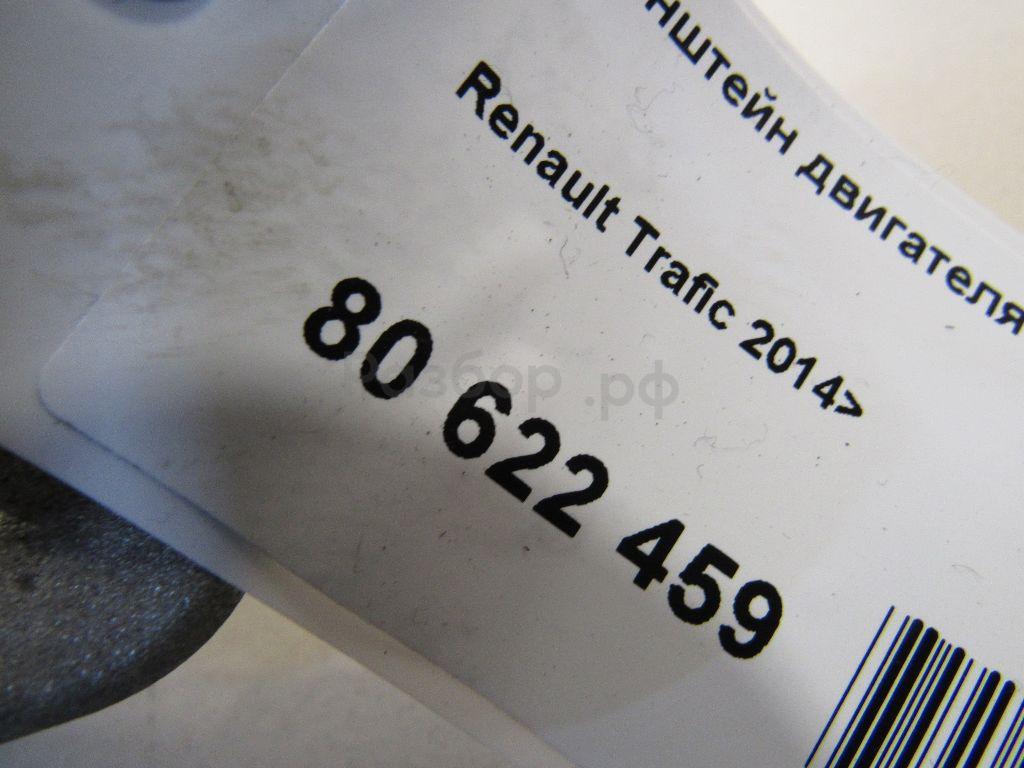 нштейн двигателя
Renault Trafic 2014>
80 622 459
Разбор.рф